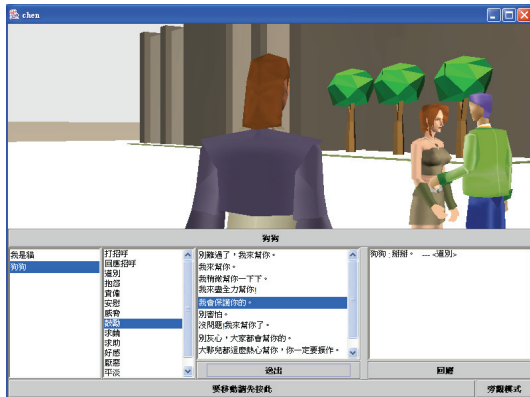 chen
狗狗
我是貓
狗狗
打招呼
回應招呼
道別
抱怨
責備
安慰
威脅
鼓勵
求饒
求助
好感
厭惡
平淡
別難過了，我來幫你。
我來幫你。
我稍微幫你一下下。
我來盡全力幫你!
我會保護你的。
別害怕。
沒問題!我來幫你了。
別灰心，大家都會幫你的。
大夥兒都這麼熱心幫你，你一定要振作。
狗狗 : 掰掰。 --- <道別>
送出
回應
要移動請先按此
旁觀模式